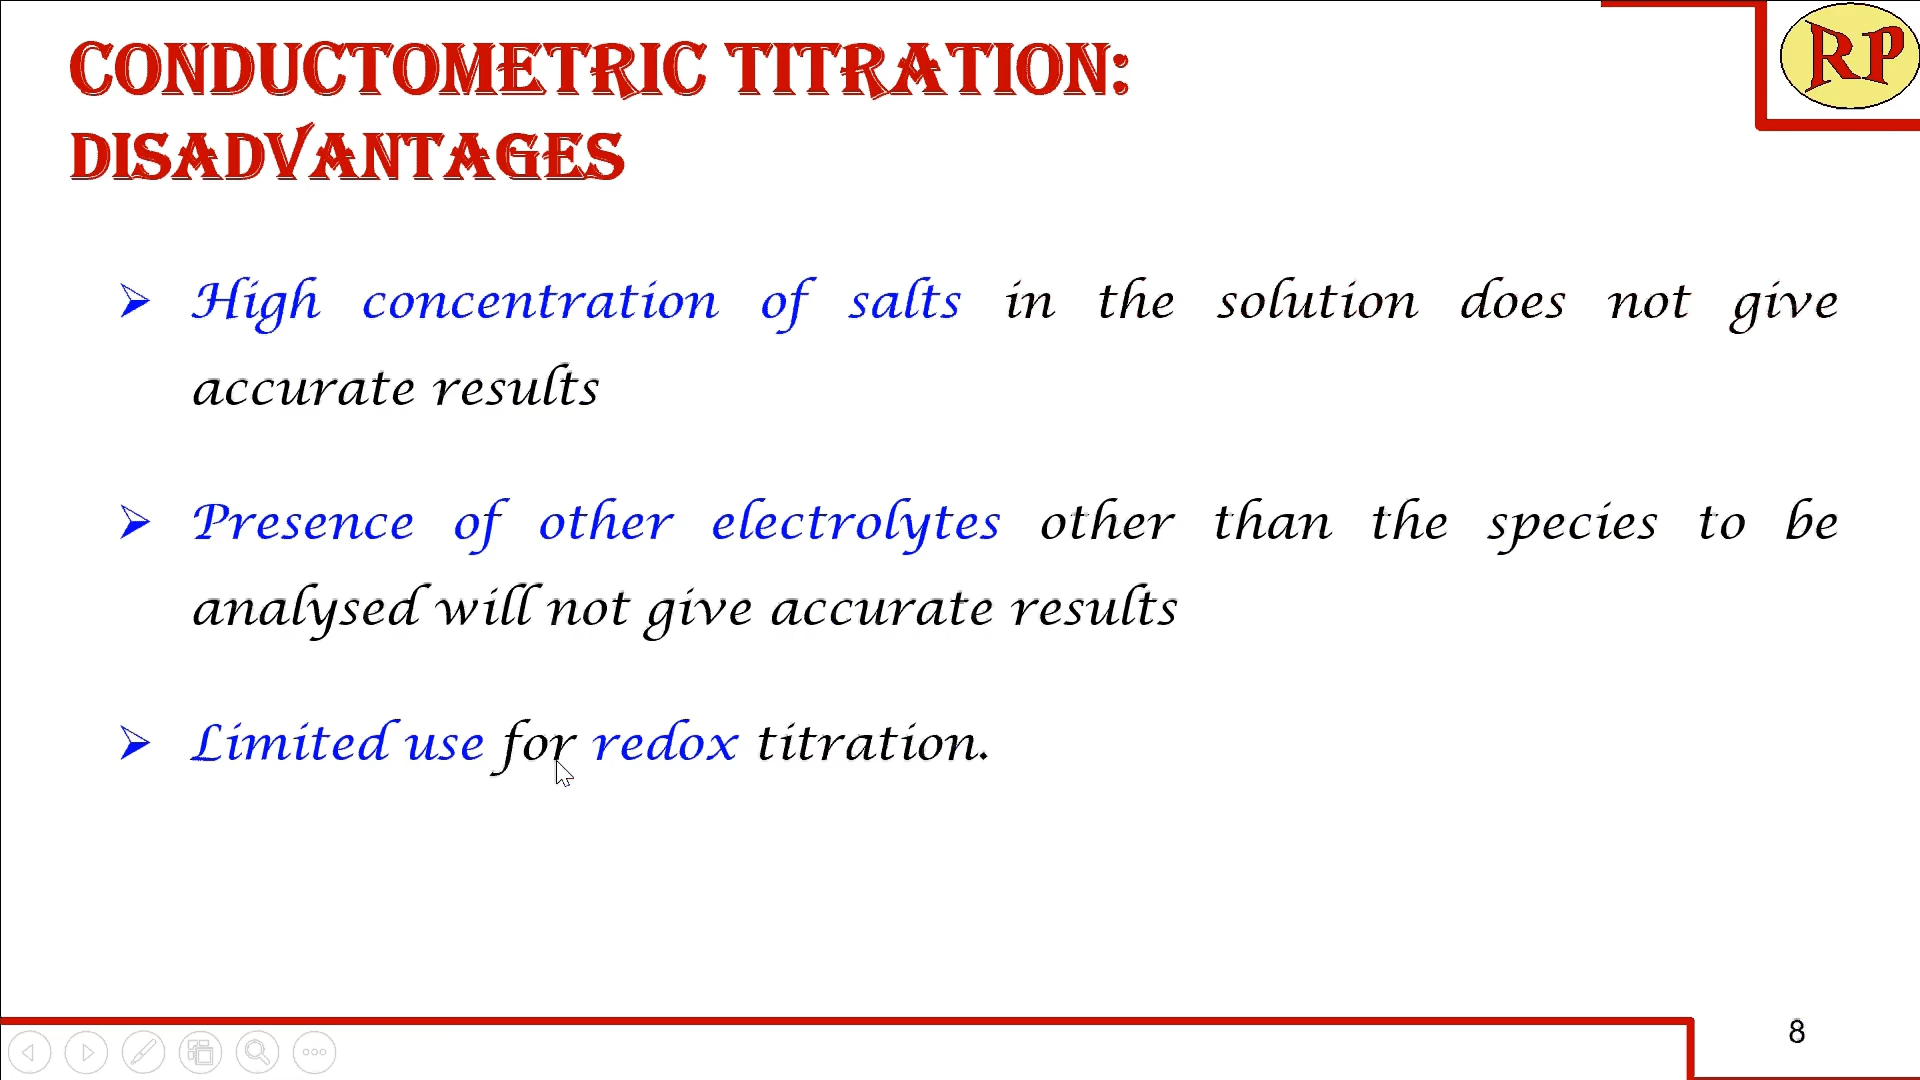 CONDUCTOMETRIC TITRATION:
DISADVANTAGES
RP
High concentration of salts in the solution does not give
accurate results
Presence of other electrolytes other than the species to be
analysed will not give accurate results
Limited use for redox titration.
8